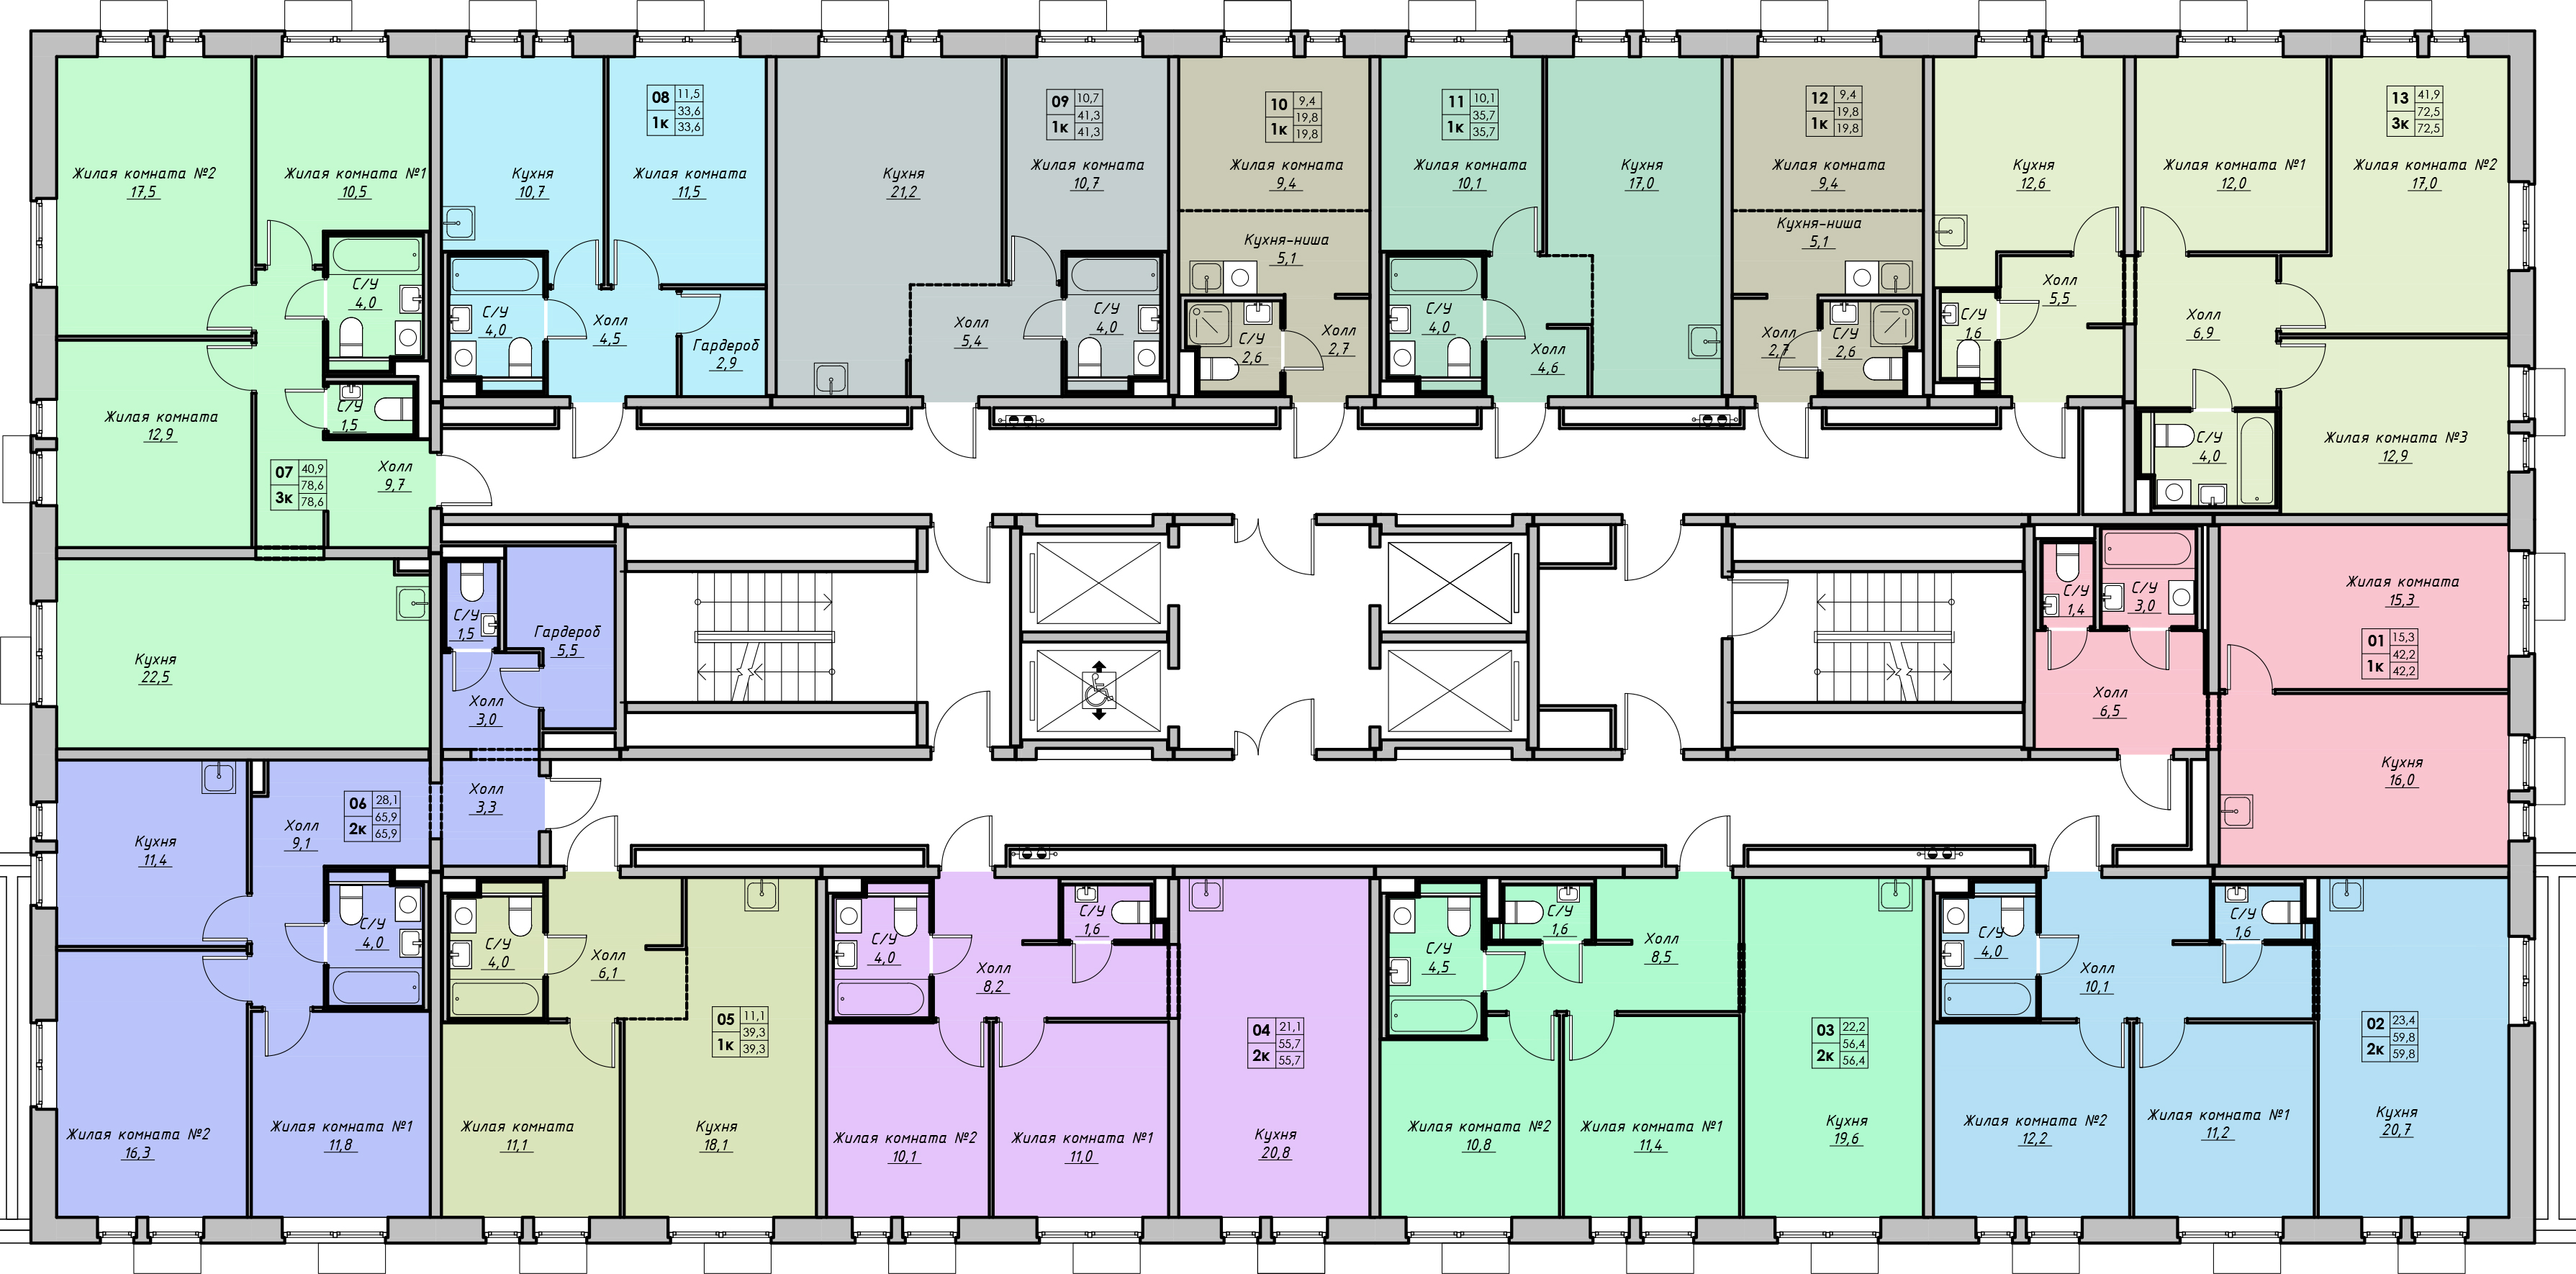 07
40,9
3к
78,6
78,6
Жилая комната №2
17,5
Жилая комната №1
10,5
С/У
4,0
С/У
1,5
Жилая комната
12,9
Холл
9,7
Кухня
22,5
08
11,5
1к
33,6
33,6
Кухня
10,7
Жилая комната
11,5
С/У
4,0
Холл
4,5
Гардероб
2,9
09
10,7
1к
41,3
41,3
Кухня
21,2
Жилая комната
10,7
Холл
5,4
С/У
4,0
10
9,4
1к
19,8
19,8
Жилая комната
9,4
Кухня-ниша
5,1
С/У
2,6
Холл
2,7
11
10,1
1к
35,7
35,7
Жилая комната
10,1
Кухня
17,0
С/У
4,0
Холл
4,6
12
9,4
1к
19,8
19,8
Жилая комната
9,4
Кухня-ниша
5,1
Холл
2,7
С/У
2,6
13
41,9
3к
72,5
72,5
Кухня
12,6
Жилая комната №1
12,0
Жилая комната №2
17,0
С/У
1,6
Холл
5,5
Холл
6,9
С/У
4,0
Жилая комната №3
12,9
С/У
1,5
Гардероб
5,5
Холл
3,0
Холл
3,3
06
28,1
2к
65,9
65,9
Кухня
11,4
Холл
9,1
С/У
4,0
Жилая комната №2
16,3
Жилая комната №1
11,8
С/У
1,4
С/У
3,0
Холл
6,5
Жилая комната
15,3
01
15,3
1к
42,2
42,2
Кухня
16,0
С/У
4,0
Холл
6,1
05
11,1
1к
39,3
39,3
Жилая комната
11,1
Кухня
18,1
С/У
4,0
Холл
8,2
С/У
1,6
04
21,1
2к
55,7
55,7
Жилая комната №2
10,1
Жилая комната №1
11,0
Кухня
20,8
С/У
4,5
С/У
1,6
Холл
8,5
03
22,2
2к
56,4
56,4
Жилая комната №2
10,8
Жилая комната №1
11,4
Кухня
19,6
С/У
4,0
Холл
10,1
С/У
1,6
02
23,4
2к
59,8
59,8
Жилая комната №2
12,2
Жилая комната №1
11,2
Кухня
20,7